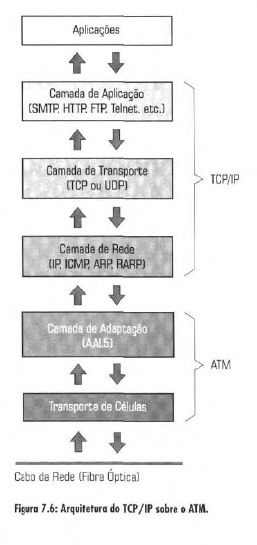 Aplicações
Camada de Aplicação
(SMTP, HTTP, FTP, Telnet, etc.)
Camada de Transporte
(TCP ou UDP)
TCP/IP
Camada de Rede
(IP, ICMP, ARP, RARP)
Camada de Adaptação
(AAL5)
ATM
Transporte de Células
Cabo da Rede (Fibra Óptica)
Figura 7.6: Arquitetura do TCP/IP sobre o ATM.